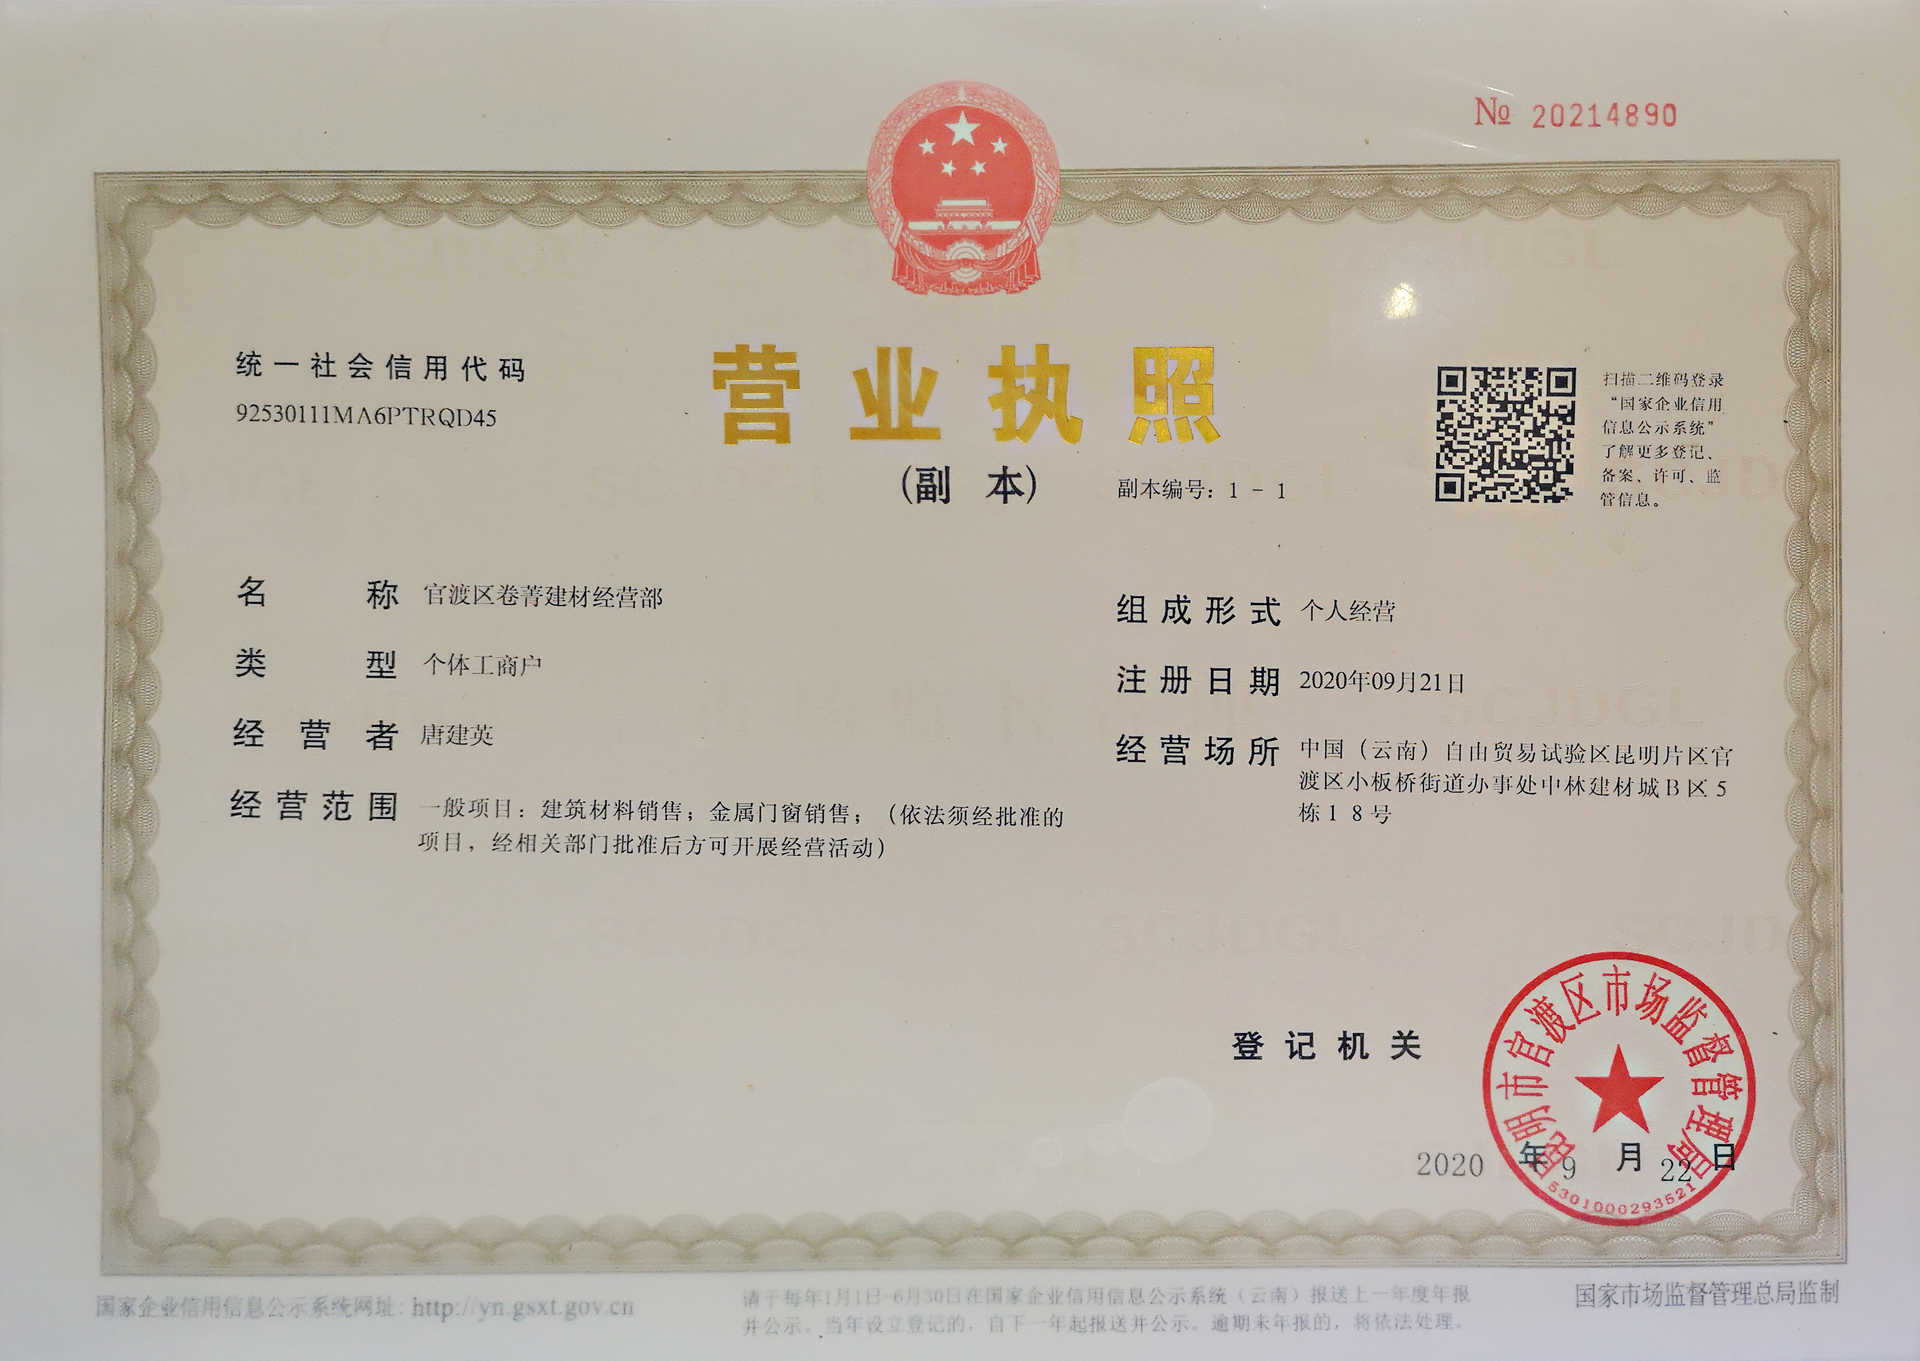 № 20214890
统一社会信用代码
92530111MA6PTRQD45
营业执照
(副 本)
副本编号：1 - 1
扫描二维码登录
“国家企业信用
信息公示系统”
了解更多登记、
备案、许可、监
管信息。
名 称 官渡区卷菁建材经营部
类 型 个体工商户
经 营 者 唐建英
经 营 范 围 一般项目：建筑材料销售；金属门窗销售；（依法须经批准的
项目，经相关部门批准后方可开展经营活动）
组 成 形 式 个人经营
注 册 日 期 2020年09月21日
经 营 场 所 中国（云南）自由贸易试验区昆明片区官
渡区小板桥街道办事处中林建材城B区5
栋18号
登 记 机 关
昆明市官渡区市场监督管理局
2020 年 9 月 22 日
5301000293521
国家企业信用信息公示系统网址：http://yn.gsxt.gov.cn
请于每年1月1日-6月30日在国家企业信用信息公示系统（云南）报送上一年度年报
并公示。当年设立登记的，自下一年起报送并公示。逾期未年报的，将依法处理。
国家市场监督管理总局监制